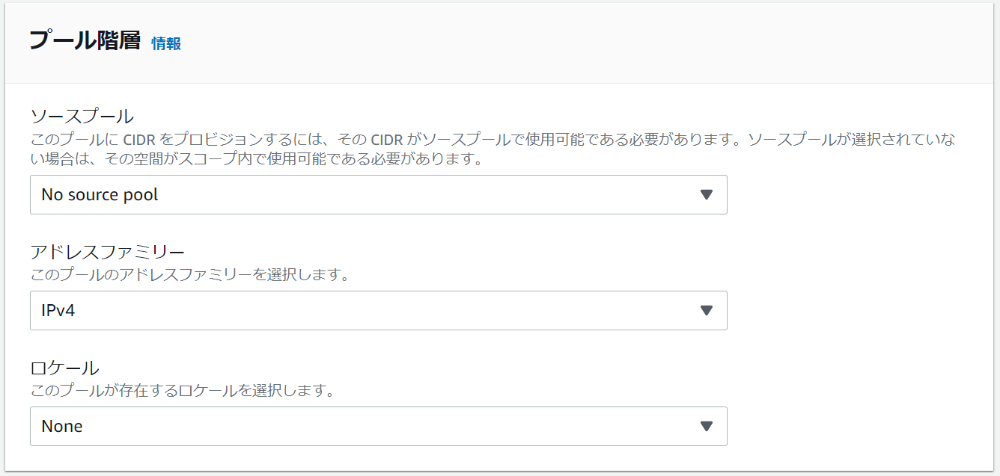 プール階層 情報
ソースプール
このプールに CIDR をプロビジョンするには、その CIDR がソースプールで使用可能である必要があります。ソースプールが選択されていな
い場合は、その空間がスコープ内で使用可能である必要があります。
No source pool
アドレスファミリー
このプールのアドレスファミリーを選択します。
IPv4
ロケール
このプールが存在するロケールを選択します。
None